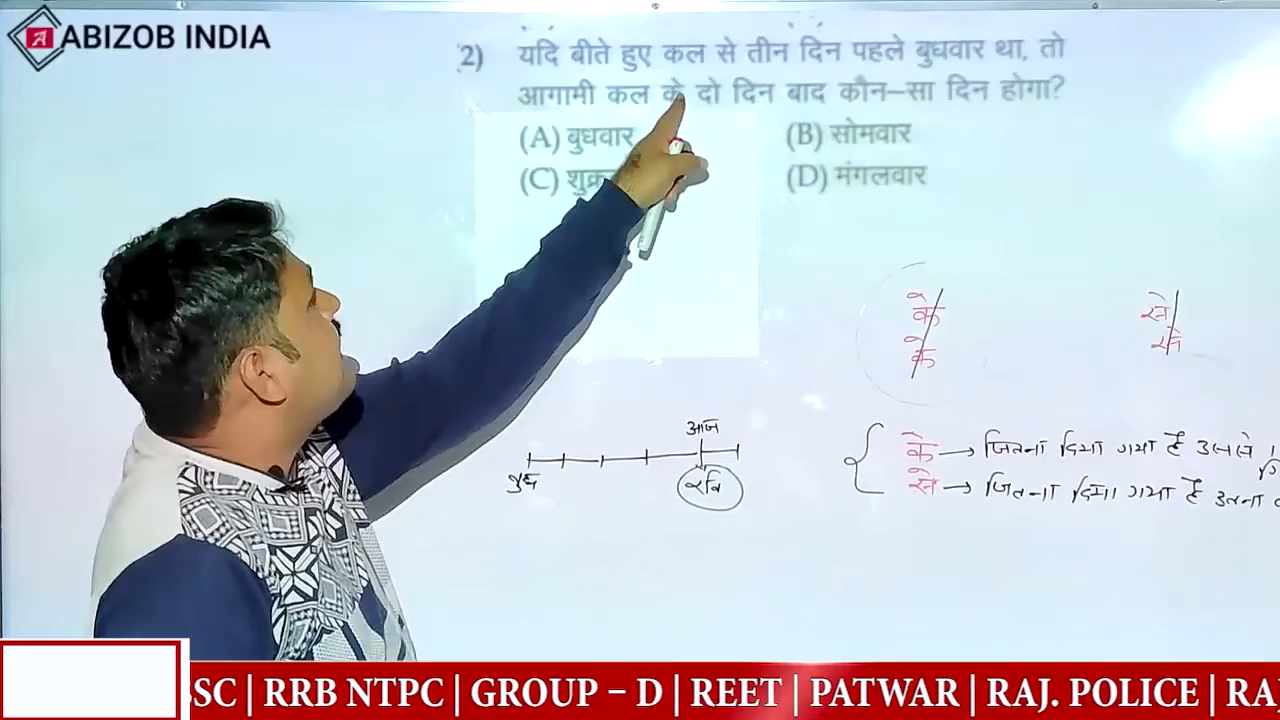 ABIZOB INDIA
2) यदि बीते हुए कल से तीन दिन पहले बुधवार था, तो
आगामी कल के दो दिन बाद कौन–सा दिन होगा?
(A) बुधवार (B) सोमवार
(C) (D) मंगलवार
के से
के से
आज
बुध रवि
के → जितना दिया गया है उससे
से → जितना दिया गया है उतना
SC | RRB NTPC | GROUP – D | REET | PATWAR | RAJ. POLICE |